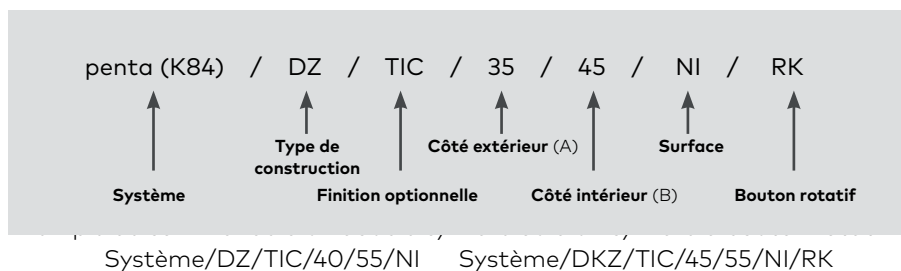 penta (K84) / DZ / TIC / 35 / 45 / NI / RK
Type de construction
Côté extérieur (A)
Surface
Système
Finition optionnelle
Côté intérieur (B)
Bouton rotatif
Système/DZ/TIC/40/55/NI Système/DKZ/TIC/45/55/NI/RK